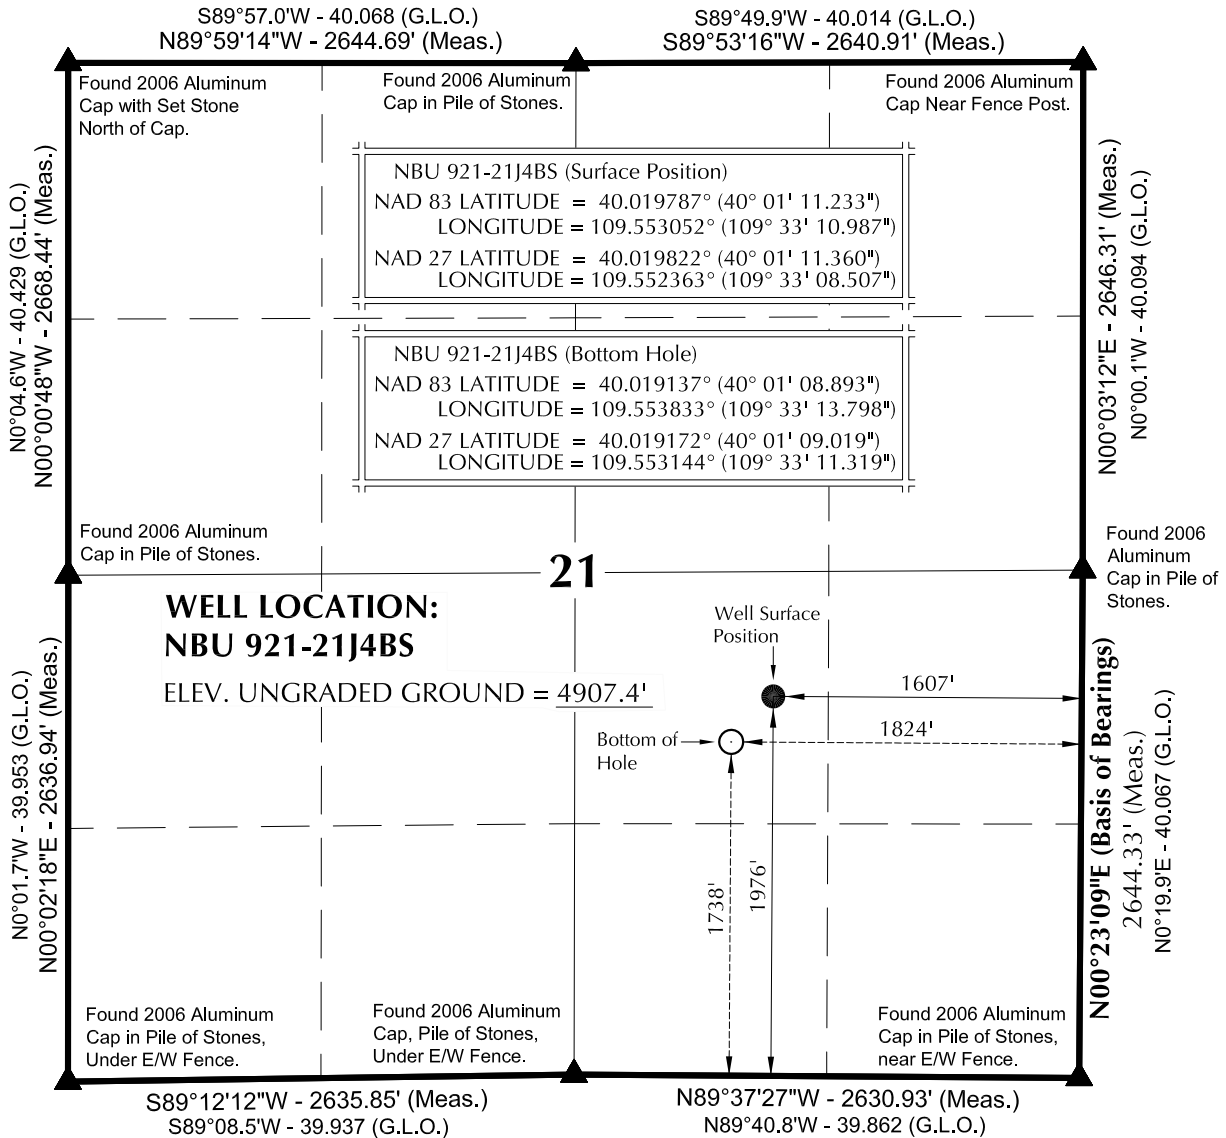 S89°57.0'W - 40.068 (G.L.O.)
N89°59'14"W - 2644.69' (Meas.)
S89°49.9'W - 40.014 (G.L.O.)
S89°53'16"W - 2640.91' (Meas.)
Found 2006 Aluminum
Cap with Set Stone
North of Cap.
Found 2006 Aluminum
Cap in Pile of Stones.
Found 2006 Aluminum
Cap Near Fence Post.
NBU 921-21J4BS (Surface Position)
NAD 83 LATITUDE = 40.019787° (40° 01' 11.233")
LONGITUDE = 109.553052° (109° 33' 10.987")
NAD 27 LATITUDE = 40.019822° (40° 01' 11.360")
LONGITUDE = 109.552363° (109° 33' 08.507")
NBU 921-21J4BS (Bottom Hole)
NAD 83 LATITUDE = 40.019137° (40° 01' 08.893")
LONGITUDE = 109.553833° (109° 33' 13.798")
NAD 27 LATITUDE = 40.019172° (40° 01' 09.019")
LONGITUDE = 109.553144° (109° 33' 11.319")
N0°04.6'W - 40.429 (G.L.O.)
N00°00'48"W - 2668.44' (Meas.)
N00°03'12"E - 2646.31' (Meas.)
N0°00.1'W - 40.094 (G.L.O.)
Found 2006 Aluminum
Cap in Pile of Stones.
Found 2006
Aluminum
Cap in Pile of
Stones.
21
WELL LOCATION:
NBU 921-21J4BS
ELEV. UNGRADED GROUND = 4907.4'
Well Surface
Position
1607'
Bottom of
Hole
1824'
1738'
1976'
N0°01.7'W - 39.953 (G.L.O.)
N00°02'18"E - 2636.94' (Meas.)
N00°23'09"E (Basis of Bearings)
2644.33' (Meas.)
N0°19.9'E - 40.067 (G.L.O.)
Found 2006 Aluminum
Cap in Pile of Stones,
Under E/W Fence.
Found 2006 Aluminum
Cap, Pile of Stones,
Under E/W Fence.
Found 2006 Aluminum
Cap in Pile of Stones,
near E/W Fence.
S89°12'12"W - 2635.85' (Meas.)
S89°08.5'W - 39.937 (G.L.O.)
N89°37'27"W - 2630.93' (Meas.)
N89°40.8'W - 39.862 (G.L.O.)